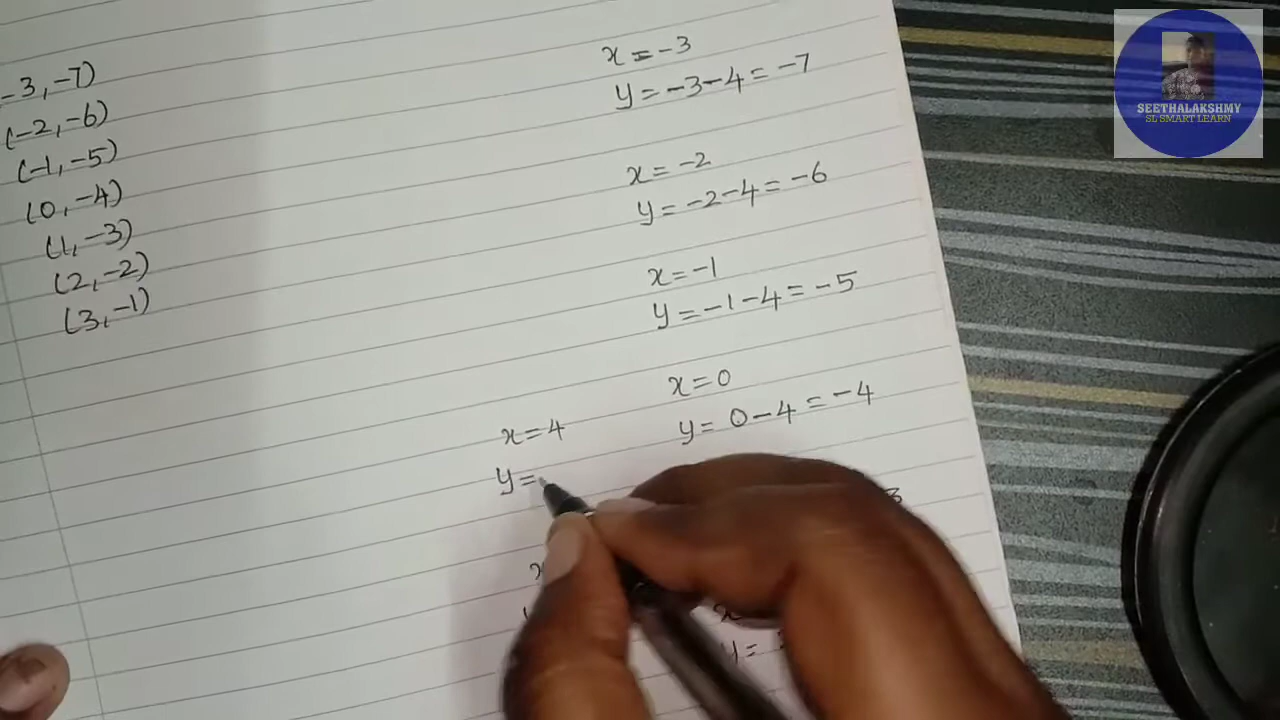 -3, -7)
(-2, -6)
(-1, -5)
(0, -4)
(1, -3)
(2, -2)
(3, -1)
x = -3
y = -3-4 = -7
x = -2
y = -2-4 = -6
x = -1
y = -1-4 = -5
x = 0
y = 0-4 = -4
x = 4
y =
3
x
y =
SEETHALAKSHMY
SL SMART LEARN